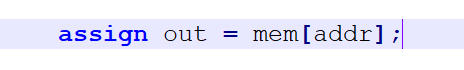 assign out = mem[addr];